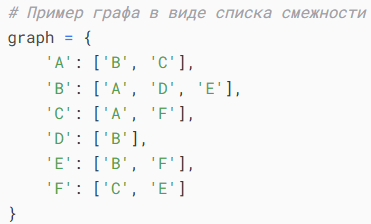 # Пример графа в виде списка смежности
graph = {
    'A': ['B', 'C'],
    'B': ['A', 'D', 'E'],
    'C': ['A', 'F'],
    'D': ['B'],
    'E': ['B', 'F'],
    'F': ['C', 'E']
}